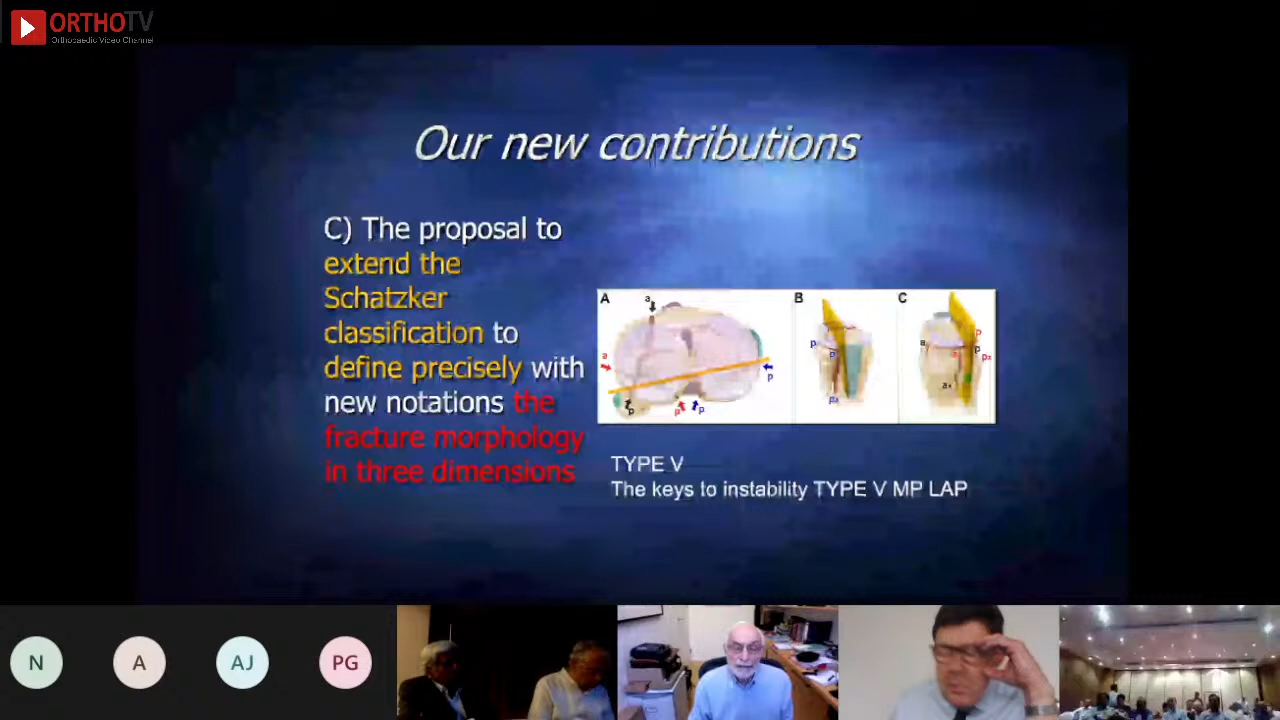 ORTHOTV
Orthopaedic Video Channel
Our new contributions
C) The proposal to
extend the
Schatzker
classification to
define precisely with
new notations the
fracture morphology
in three dimensions
A
B
C
a
a
p
p
p
p
p
p
a
p
p
TYPE V
The keys to instability TYPE V MP LAP
N
A
AJ
PG